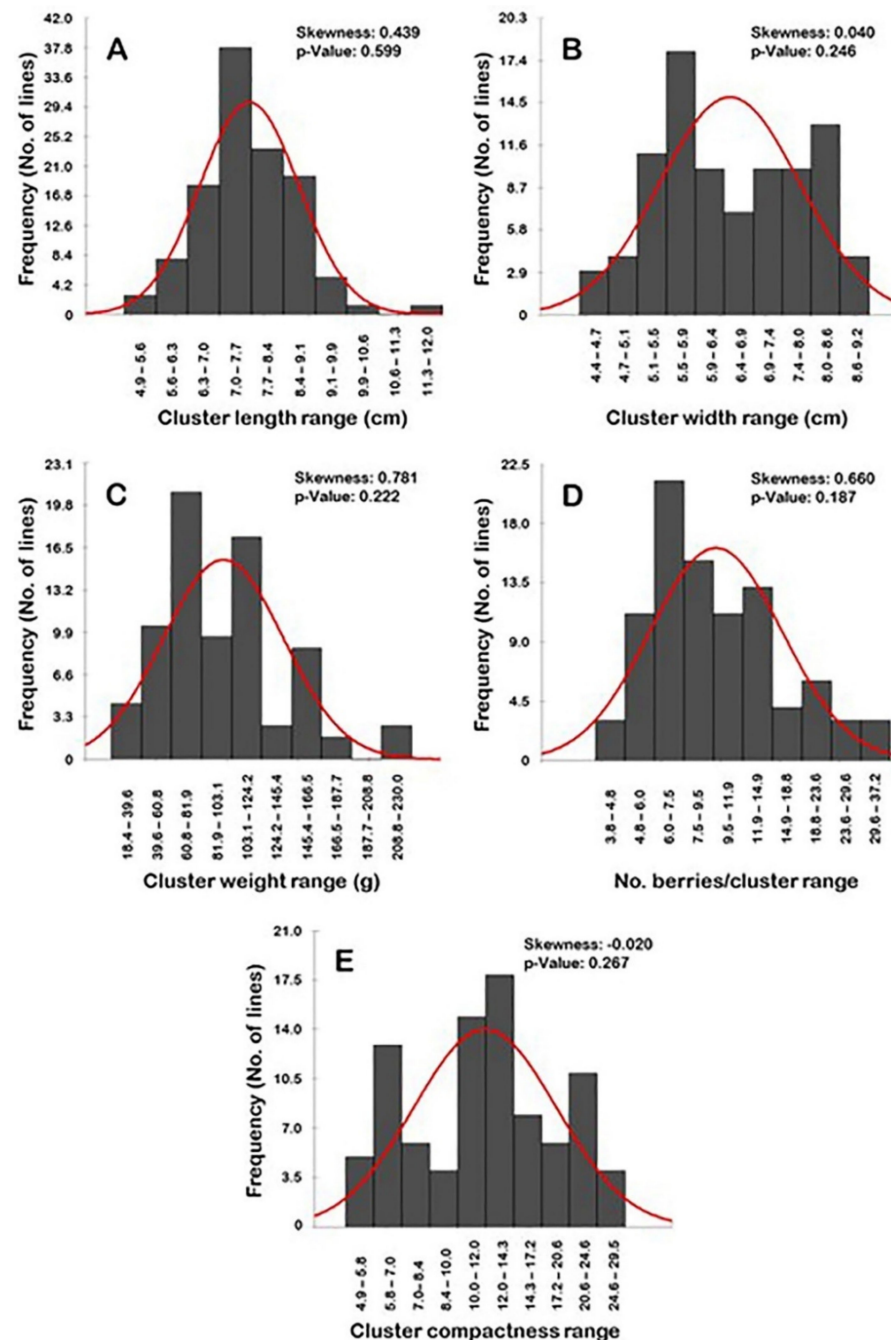 A
Skewness: 0.439
p-Value: 0.599
Frequency (No. of lines)
42.0
37.8
33.6
29.4
25.2
21.0
16.8
12.6
8.4
4.2
0
4.9 – 5.6
5.6 – 6.3
6.3 – 7.0
7.0 – 7.7
7.7 – 8.4
8.4 – 9.1
9.1 – 9.9
9.9 – 10.6
10.6 – 11.3
11.3 – 12.0
Cluster length range (cm)
B
Skewness: 0.040
p-Value: 0.246
Frequency (No. of lines)
20.3
17.4
14.5
11.6
8.7
5.8
2.9
0
4.4 – 4.7
4.7 – 5.1
5.1 – 5.5
5.5 – 5.9
5.9 – 6.4
6.4 – 6.9
6.9 – 7.4
7.4 – 8.0
8.0 – 8.6
8.6 – 9.2
Cluster width range (cm)
C
Skewness: 0.781
p-Value: 0.222
Frequency (No. of lines)
23.1
19.8
16.5
13.2
9.9
6.6
3.3
0
18.4 – 39.6
39.6 – 60.8
60.8 – 81.9
81.9 – 103.1
103.1 – 124.2
124.2 – 145.4
145.4 – 166.5
166.5 – 187.7
187.7 – 208.8
208.8 – 230.0
Cluster weight range (g)
D
Skewness: 0.660
p-Value: 0.187
Frequency (No. of lines)
22.5
18.0
13.5
9.0
4.5
0
3.8 – 4.8
4.8 – 6.0
6.0 – 7.5
7.5 – 9.5
9.5 – 11.9
11.9 – 14.9
14.9 – 18.8
18.8 – 23.6
23.6 – 29.6
29.6 – 37.2
No. berries/cluster range
E
Skewness: -0.020
p-Value: 0.267
Frequency (No. of lines)
21.0
17.5
14.0
10.5
7.0
3.5
0
4.9 – 5.8
5.8 – 7.0
7.0– 8.4
8.4 – 10.0
10.0 – 12.0
12.0 – 14.3
14.3 – 17.2
17.2 – 20.6
20.6 – 24.6
24.6 – 29.5
Cluster compactness range